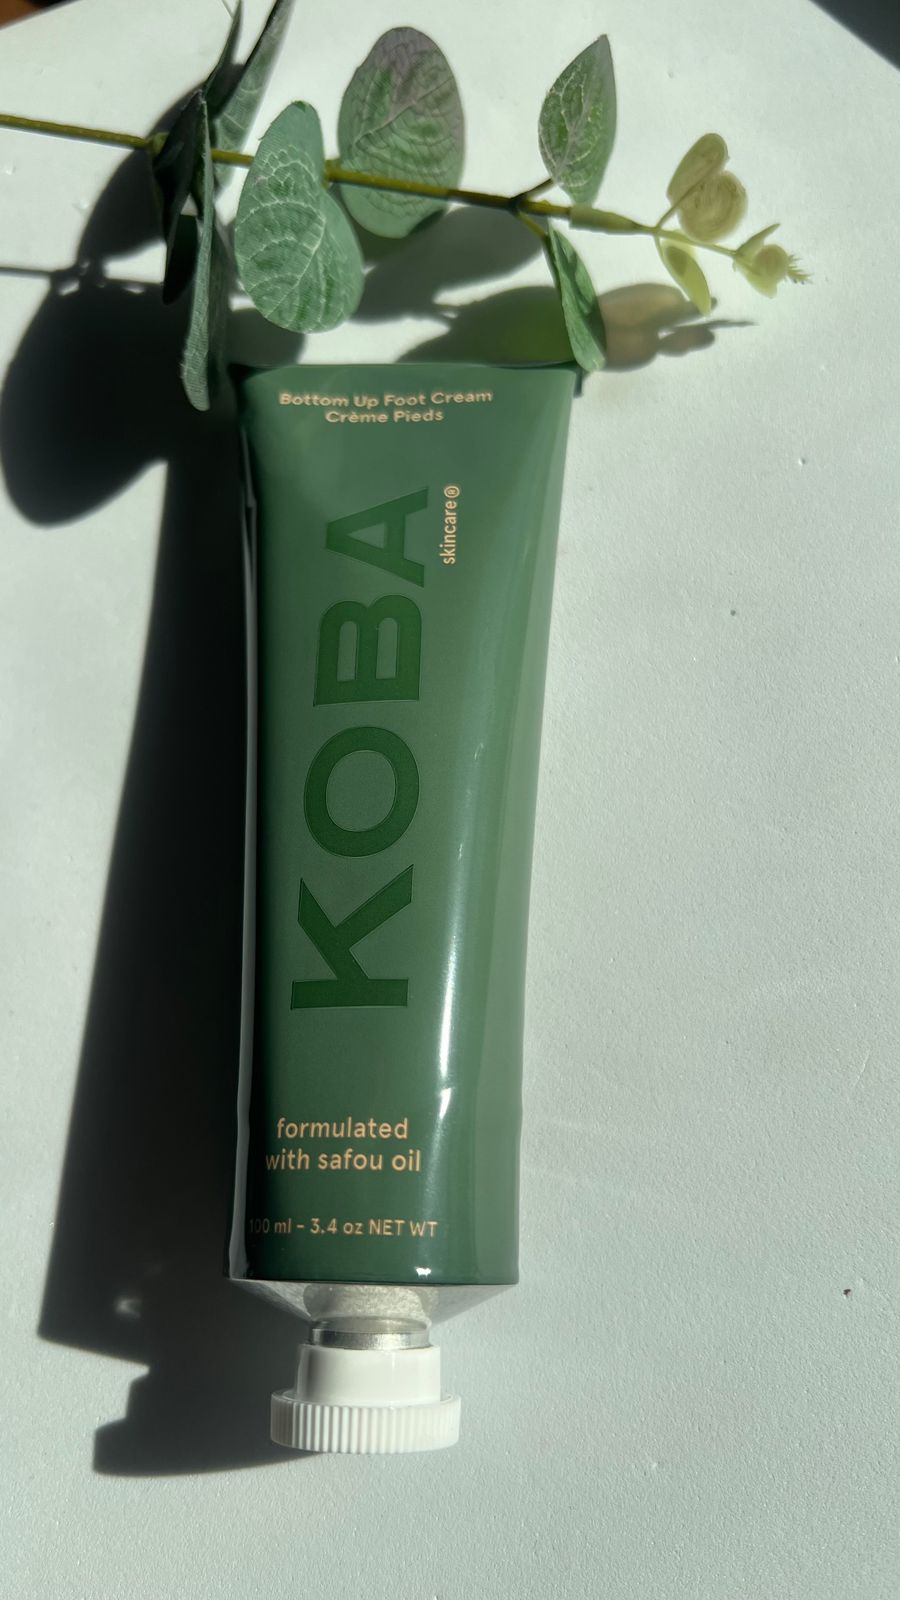 Bottom Up Foot Cream
Crème Pieds
KOBA
skincare®
formulated
with safou oil
100 ml - 3.4 oz NET WT